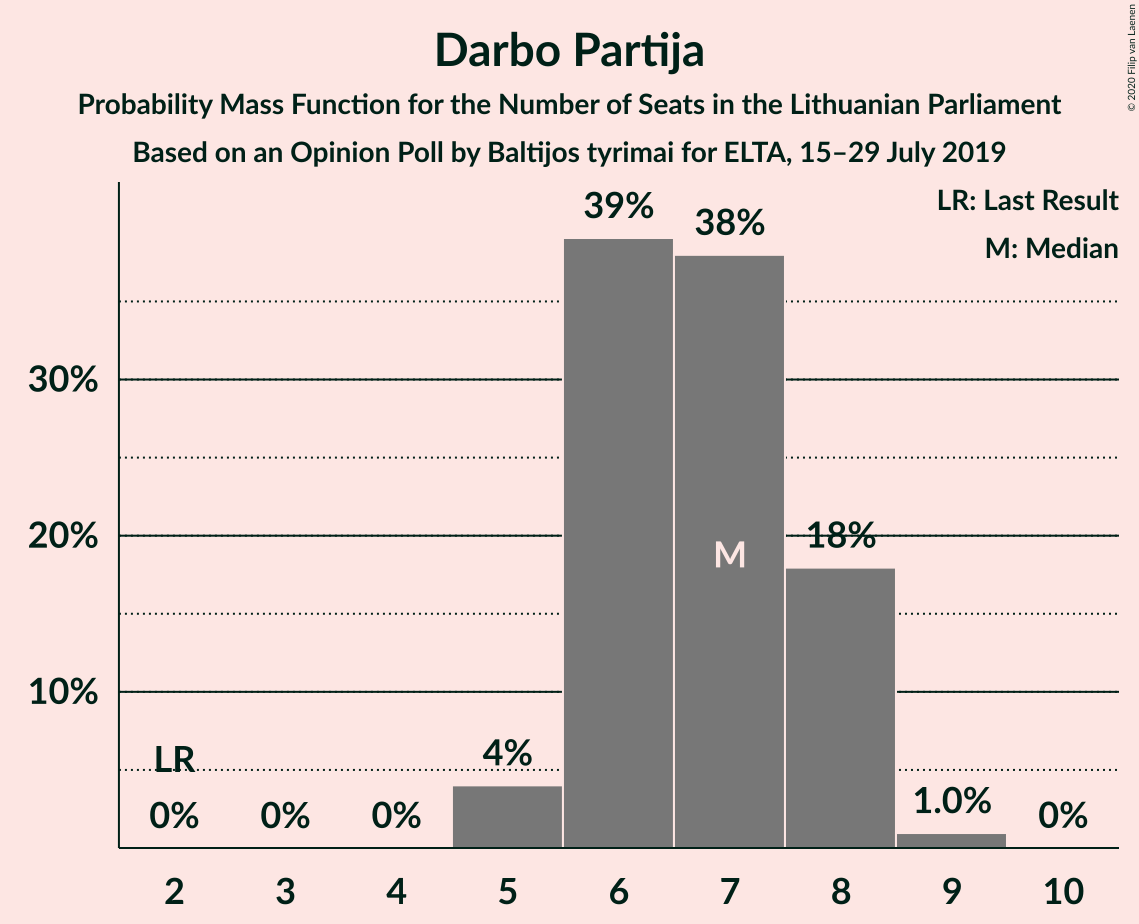 Darbo Partija
Probability Mass Function for the Number of Seats in the Lithuanian Parliament
Based on an Opinion Poll by Baltijos tyrimai for ELTA, 15–29 July 2019
© 2020 Filip van Laenen
LR: Last Result
M: Median
39%
38%
30%
20%
18%
M
10%
LR
4%
0%
0%
0%
1.0%
0%
2
3
4
5
6
7
8
9
10